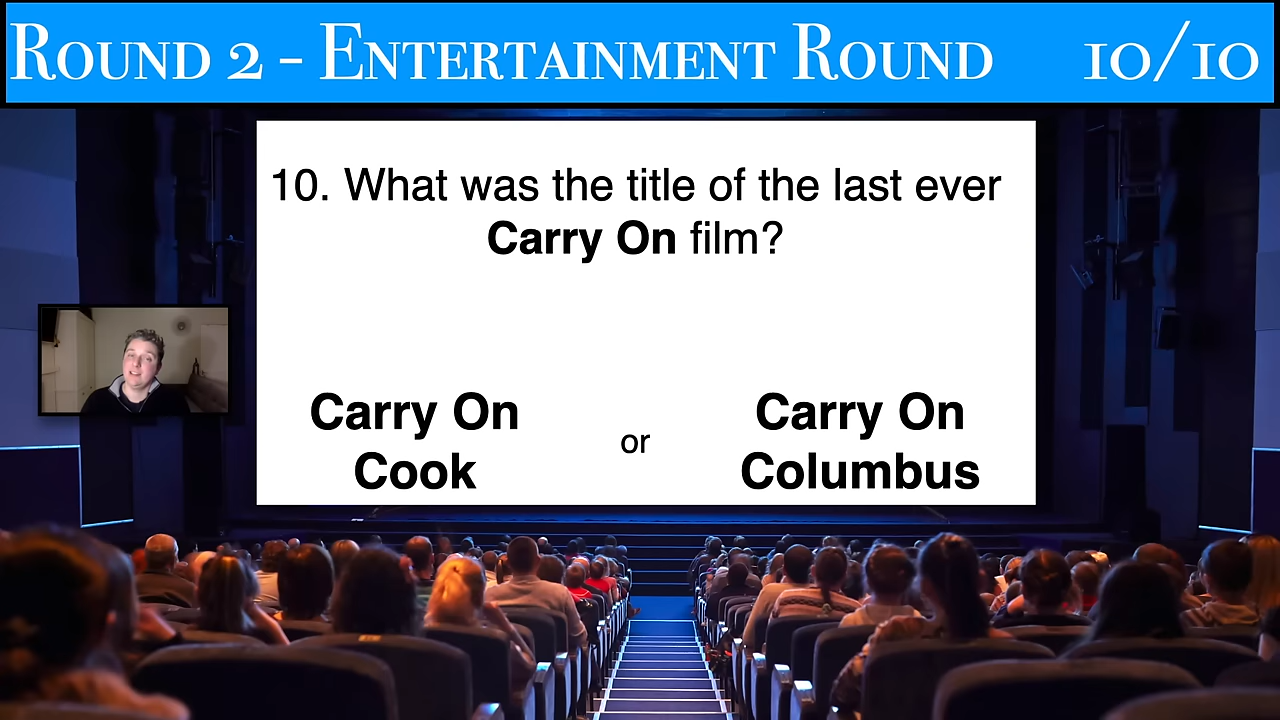 Round 2 - Entertainment Round 10/10
10. What was the title of the last ever
Carry On film?
Carry On
Cook
or
Carry On
Columbus